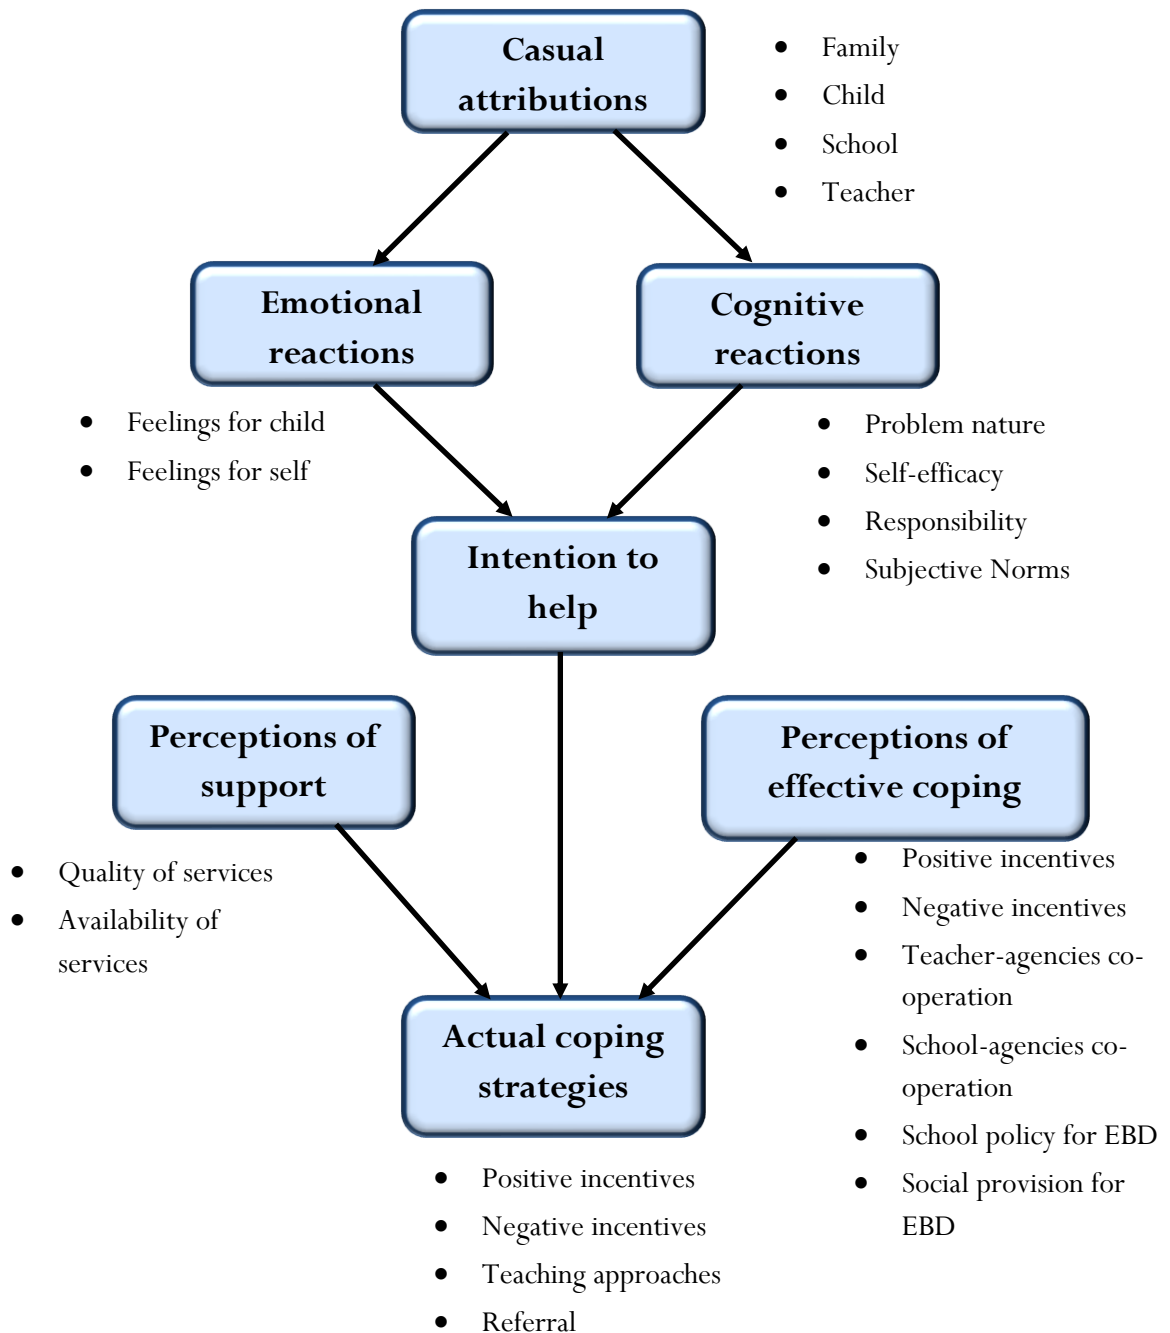 Casual
attributions
• Family
• Child
• School
• Teacher
Emotional
reactions
Cognitive
reactions
• Feelings for child
• Feelings for self
• Problem nature
• Self-efficacy
• Responsibility
• Subjective Norms
Intention to
help
Perceptions of
support
Perceptions of
effective coping
• Quality of services
• Availability of
services
• Positive incentives
• Negative incentives
• Teacher-agencies co-
operation
• School-agencies co-
operation
• School policy for EBD
• Social provision for
EBD
Actual coping
strategies
• Positive incentives
• Negative incentives
• Teaching approaches
• Referral